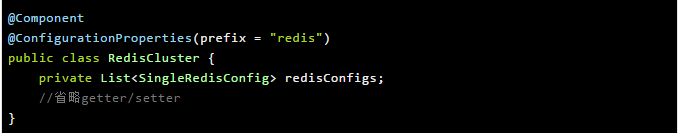 @Component
@ConfigurationProperties(prefix = "redis")
public class RedisCluster {
    private List<SingleRedisConfig> redisConfigs;
    //省略getter/setter
}